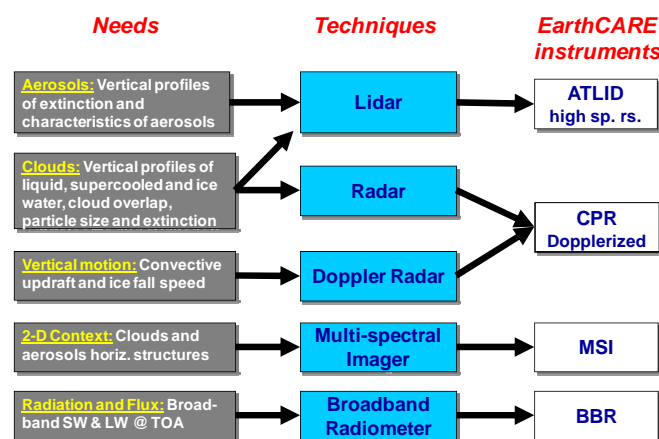 Needs
Techniques
EarthCARE
instruments
Aerosols: Vertical profiles
of extinction and
characteristics of aerosols
Lidar
ATLID
high sp. rs.
Clouds: Vertical profiles of
liquid, supercooled and ice
water, cloud overlap,
particle size and extinction
Radar
CPR
Dopplerized
Vertical motion: Convective
updraft and ice fall speed
Doppler Radar
2-D Context: Clouds and
aerosols horiz. structures
Multi-spectral
Imager
MSI
Radiation and Flux: Broad-
band SW & LW @ TOA
Broadband
Radiometer
BBR